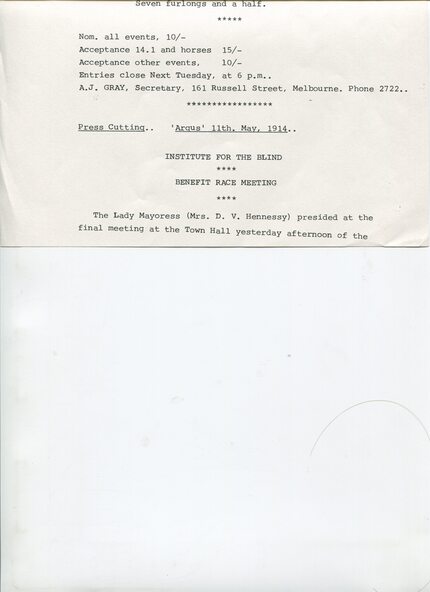 Seven furlongs and a half.
*****
Nom. all events, 10/-
Acceptance 14.1 and horses 15/-
Acceptance other events, 10/-
Entries close Next Tuesday, at 6 p.m..
A.J. GRAY, Secretary, 161 Russell Street, Melbourne. Phone 2722..
*****************
Press Cutting.. 'Argus' 11th. May, 1914..
INSTITUTE FOR THE BLIND
****
BENEFIT RACE MEETING
****
The Lady Mayoress (Mrs. D. V. Hennessy) presided at the
final meeting at the Town Hall yesterday afternoon of the